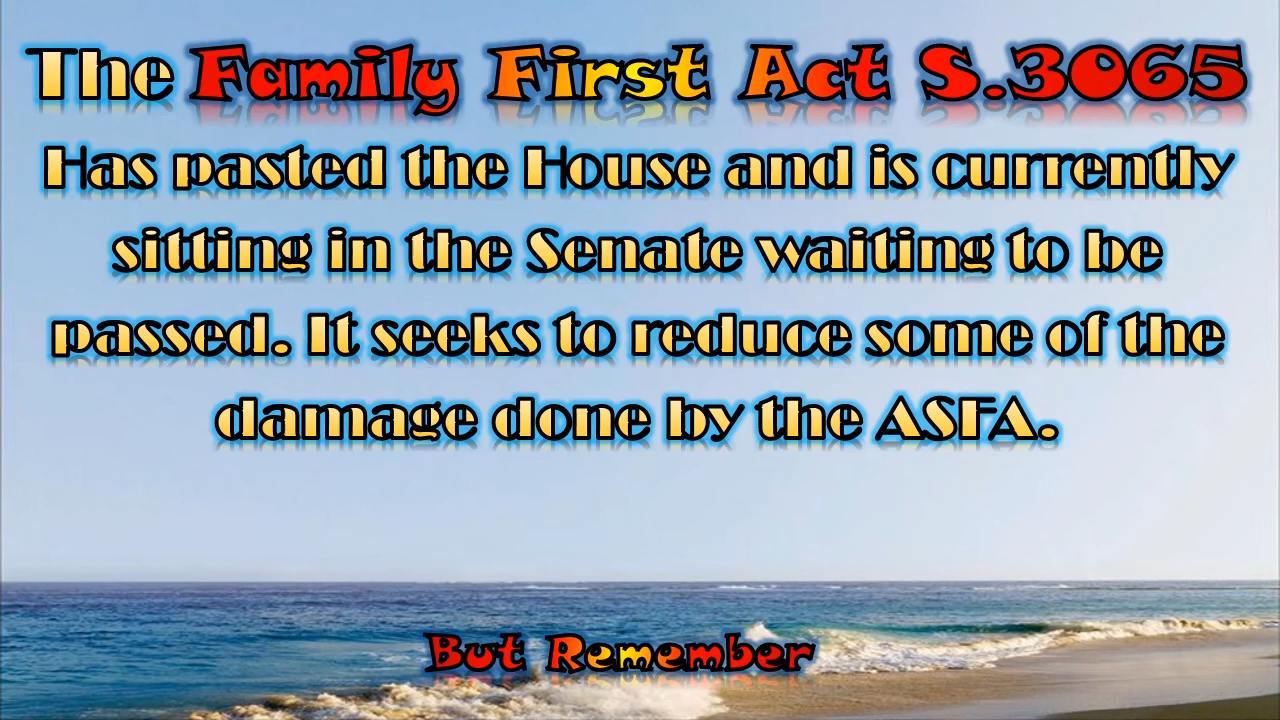 The Family First Act S.3065
Has pasted the House and is currently
sitting in the Senate waiting to be
passed. It seeks to reduce some of the
damage done by the ASFA.
But Remember